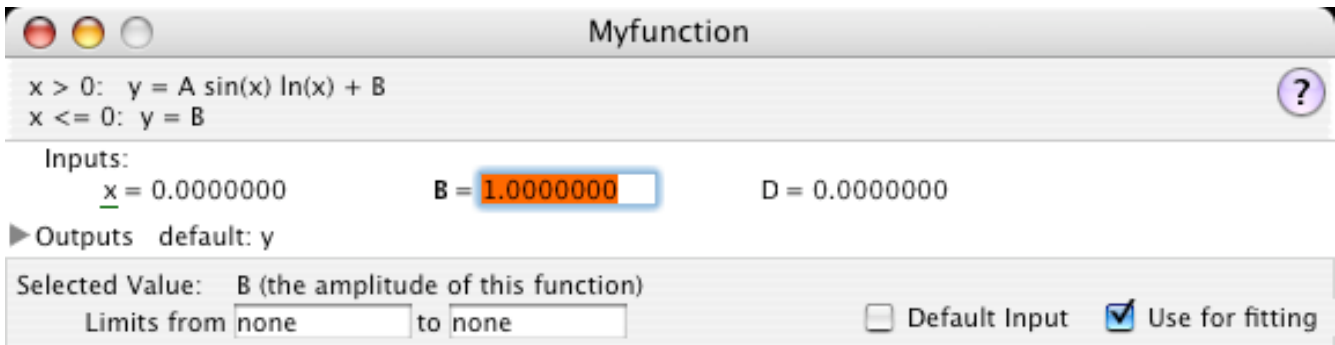 Myfunction
x > 0:  y = A sin(x) ln(x) + B
x <= 0:  y = B
?
Inputs:
x = 0.0000000 B = 1.0000000 D = 0.0000000
Outputs default: y
Selected Value: B (the amplitude of this function)
Limits from none to none Default Input Use for fitting